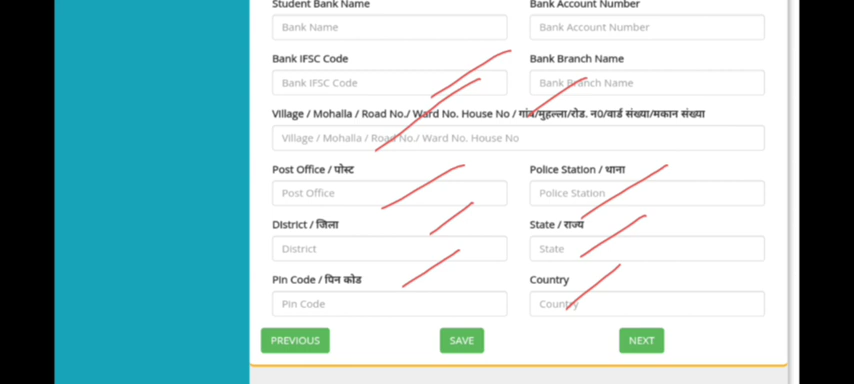 Student Bank Name Bank Account Number
Bank Name Bank Account Number
Bank IFSC Code Bank Branch Name
Bank IFSC Code Bank Branch Name
Village / Mohalla / Road No./ Ward No. House No / गांव/मुहल्ला/रोड. न0/वार्ड संख्या/मकान संख्या
Village / Mohalla / Road No./ Ward No. House No
Post Office / पोस्ट Police Station / थाना
Post Office Police Station
District / जिला State / राज्य
District State
Pin Code / पिन कोड Country
Pin Code Country
PREVIOUS SAVE NEXT